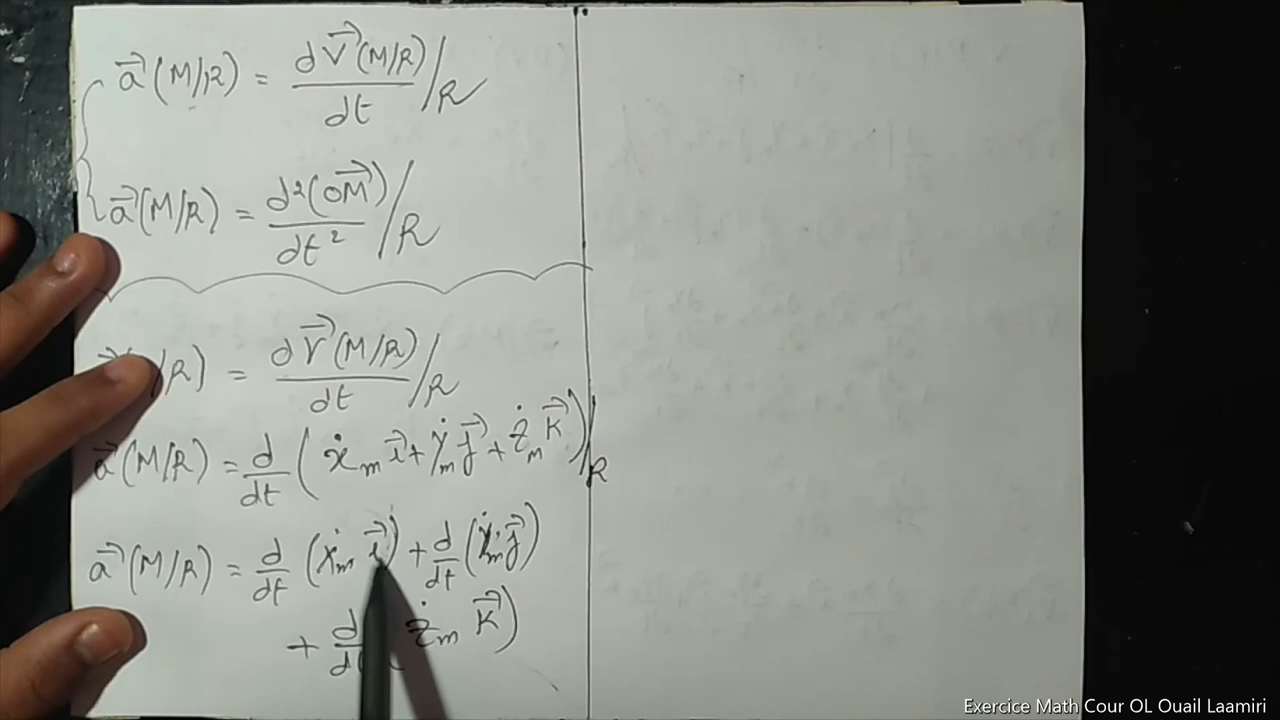 a⃗(M/R) = dV⃗(M/R)/dt /R
a⃗(M/R) = d²(OM⃗)/dt² /R
/R) = dV⃗(M/R)/dt /R
a⃗(M/R) = d/dt (ẋm i⃗ + ẏm j⃗ + żm K⃗)/R
a⃗(M/R) = d/dt (ẋm i⃗) + d/dt (ẏm j⃗)
+ d/dt (żm K⃗)
Exercice Math Cour OL Ouail Laamiri